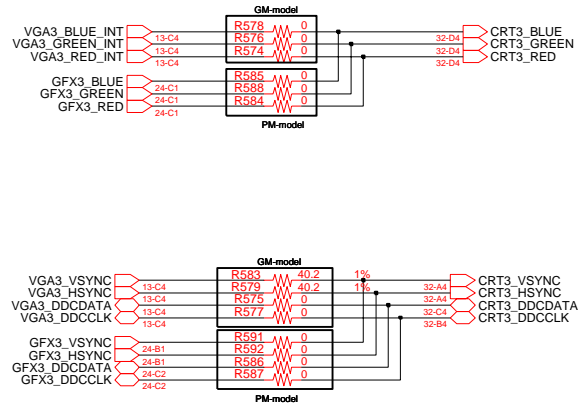 GM-model
VGA3_BLUE_INT 13-C4 R578 0 32-D4 CRT3_BLUE
VGA3_GREEN_INT 13-C4 R576 0 32-D4 CRT3_GREEN
VGA3_RED_INT 13-C4 R574 0 32-D4 CRT3_RED
GFX3_BLUE 24-C1 R585 0
GFX3_GREEN 24-C1 R588 0
GFX3_RED 24-C1 R584 0
PM-model
GM-model
VGA3_VSYNC 13-C4 R583 40.2 1% 32-A4 CRT3_VSYNC
VGA3_HSYNC 13-C4 R579 40.2 1% 32-A4 CRT3_HSYNC
VGA3_DDCDATA 13-C4 R575 0 32-C4 CRT3_DDCDATA
VGA3_DDCCLK 13-C4 R577 0 32-B4 CRT3_DDCCLK
GFX3_VSYNC 24-B1 R591 0
GFX3_HSYNC 24-B1 R592 0
GFX3_DDCDATA 24-C2 R586 0
GFX3_DDCCLK 24-C2 R587 0
PM-model